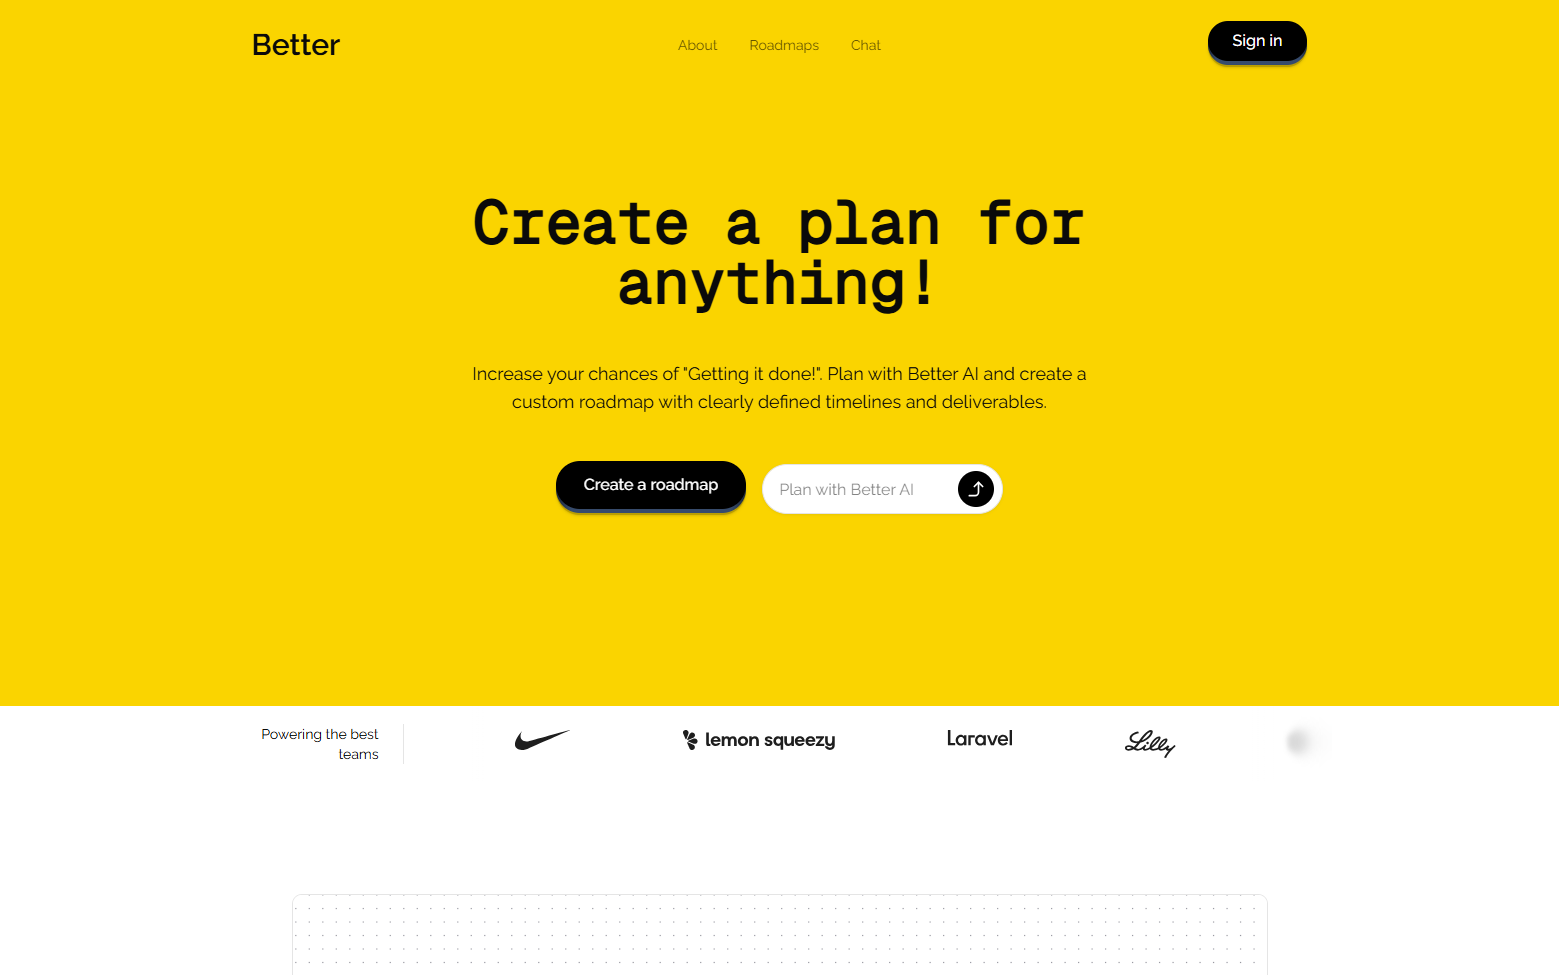 Better
About
Roadmaps
Chat
Sign in
Create a plan for
anything!
Increase your chances of "Getting it done!". Plan with Better AI and create a
custom roadmap with clearly defined timelines and deliverables.
Create a roadmap
Plan with Better AI
Powering the best
teams
lemon squeezy
Laravel
Lilly